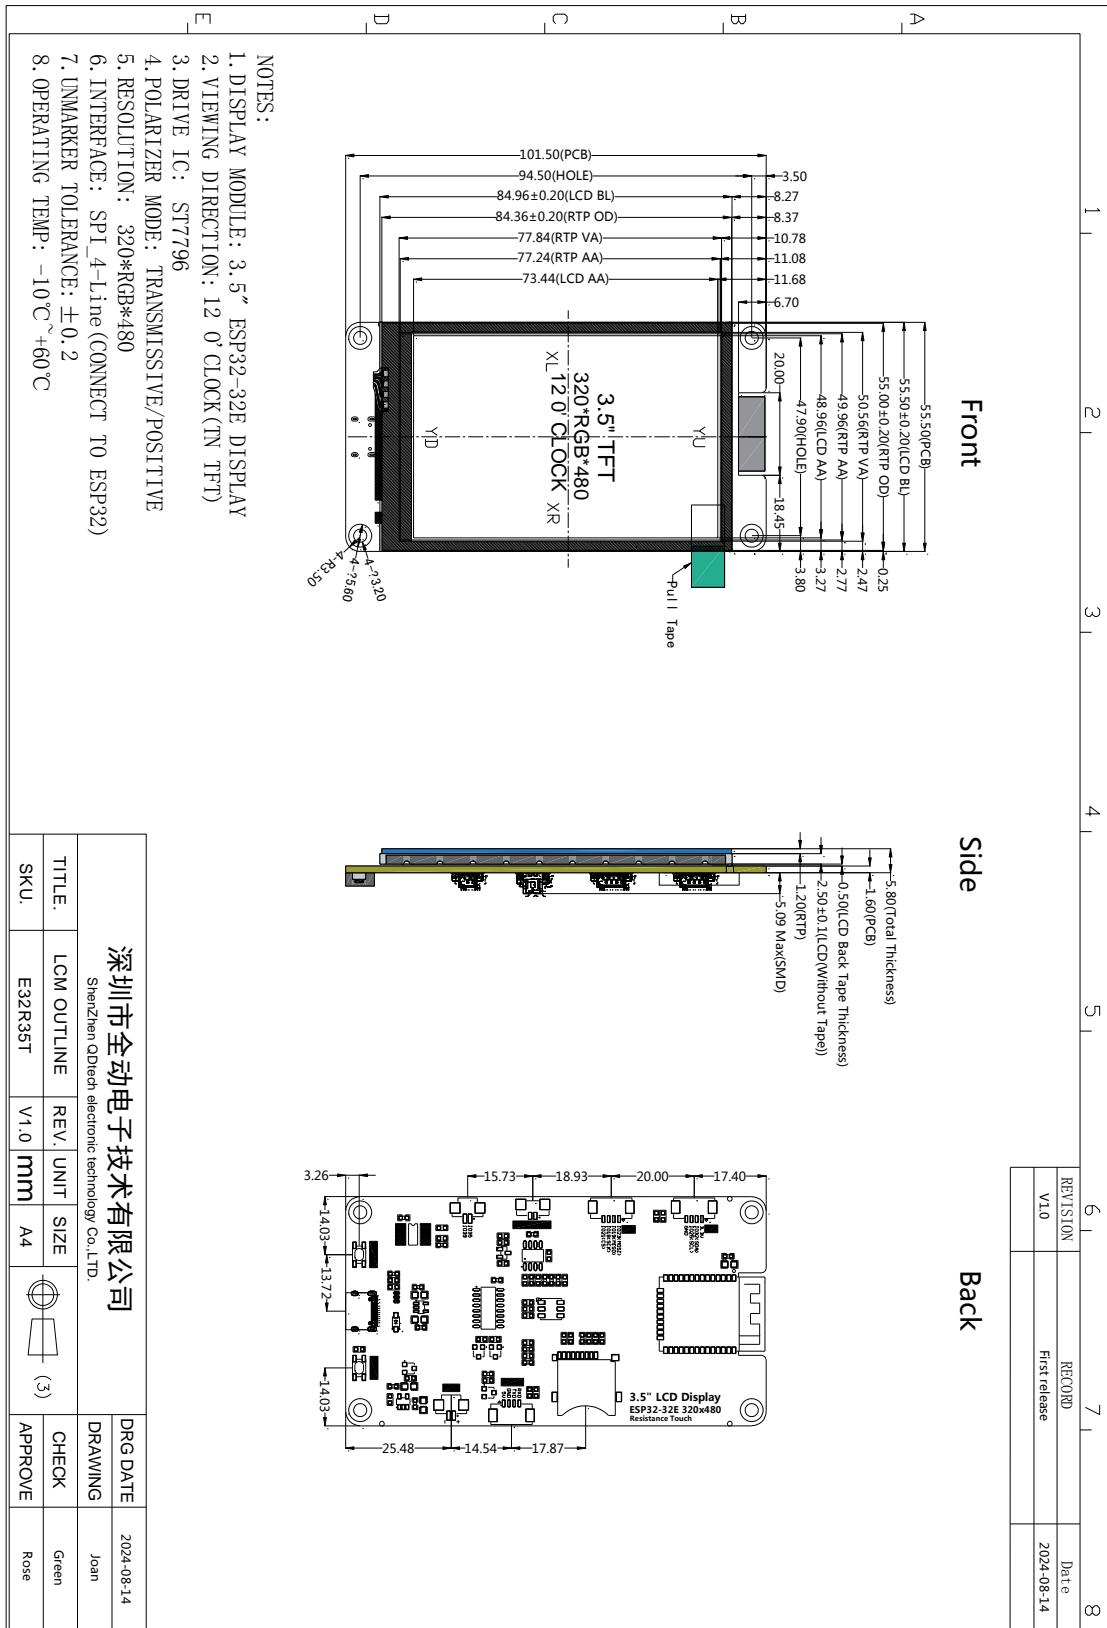 E
D
C
B
A
1
2
3
4
5
6
7
8
Front
Side
Back
101.50(PCB)
94.50(HOLE)
3.50
84.96±0.20(LCD BL)
8.27
84.36±0.20(RTP OD)
8.37
77.84(RTP VA)
10.78
77.24(RTP AA)
11.08
73.44(LCD AA)
11.68
6.70
20.00
18.45
55.50(PCB)
55.50±0.20(LCD BL)
55.00±0.20(RTP OD)
0.25
50.56(RTP VA)
2.47
49.96(RTP AA)
2.77
48.96(LCD AA)
3.27
47.90(HOLE)
3.80
3.5" TFT
320*RGB*480
12 0' CLOCK
XL
XR
YU
YD
Pull Tape
4-?3.20
4-?5.60
4-R3.50
5.80(Total Thickness)
1.60(PCB)
0.50(LCD Back Tape Thickness)
2.50±0.1(LCD(Without Tape))
1.20(RTP)
5.09 Max(SMD)
3.26
15.73
18.93
20.00
17.40
14.03
13.72
14.03
25.48
14.54
17.87
3.5" LCD Display
ESP32-32E 320x480
Resistance Touch
NOTES:
1. DISPLAY MODULE: 3.5″ ESP32-32E DISPLAY
2. VIEWING DIRECTION: 12 O' CLOCK(TN TFT)
3. DRIVE IC: ST7796
4. POLARIZER MODE: TRANSMISSIVE/POSITIVE
5. RESOLUTION: 320*RGB*480
6. INTERFACE: SPI_4-Line(CONNECT TO ESP32)
7. UNMARKER TOLERANCE: ±0.2
8. OPERATING TEMP: -10℃~+60℃
REVISION RECORD Date
V1.0 First release 2024-08-14
深圳市全动电子技术有限公司
ShenZhen QDtech electronic technology Co.,LTD.
TITLE. LCM OUTLINE REV. UNIT SIZE
SKU. E32R35T V1.0 mm A4
(3)
DRG DATE 2024-08-14
DRAWING Joan
CHECK Green
APPROVE Rose